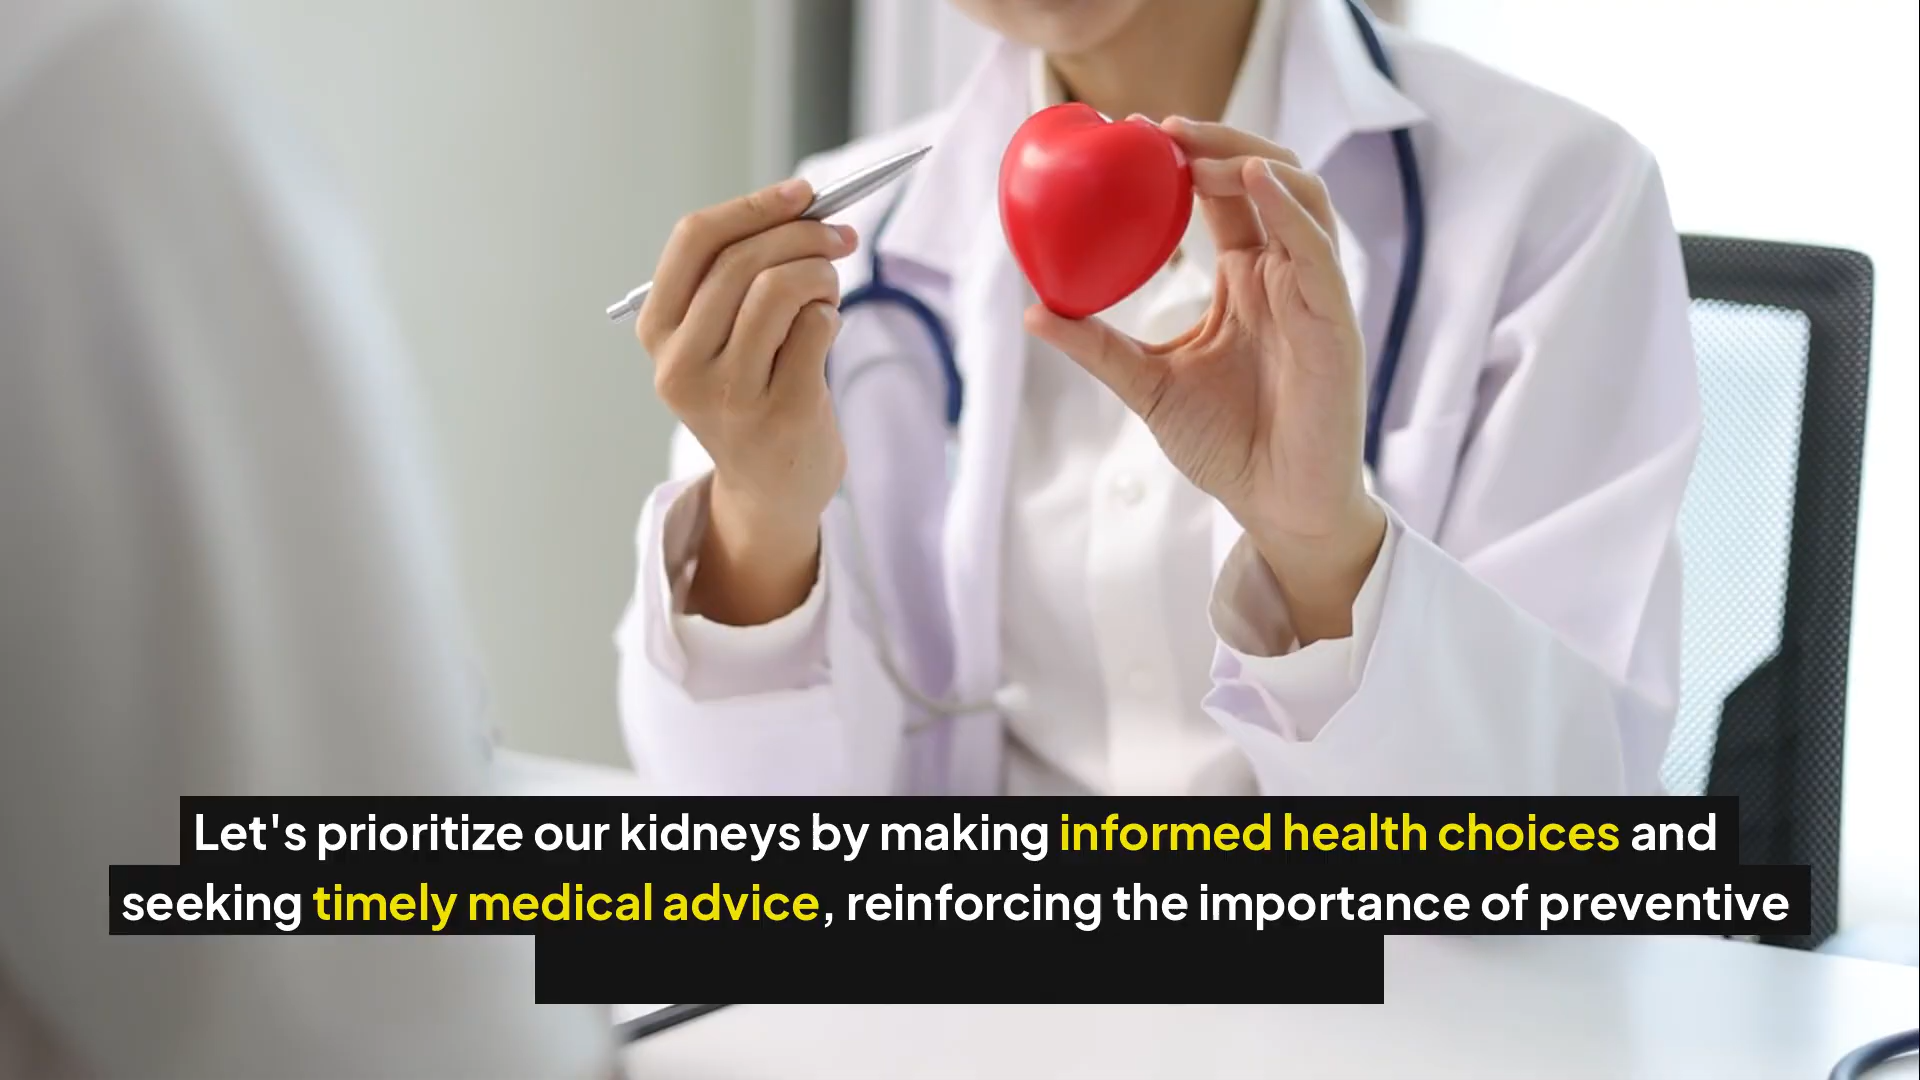 Let's prioritize our kidneys by making informed health choices and
seeking timely medical advice, reinforcing the importance of preventive